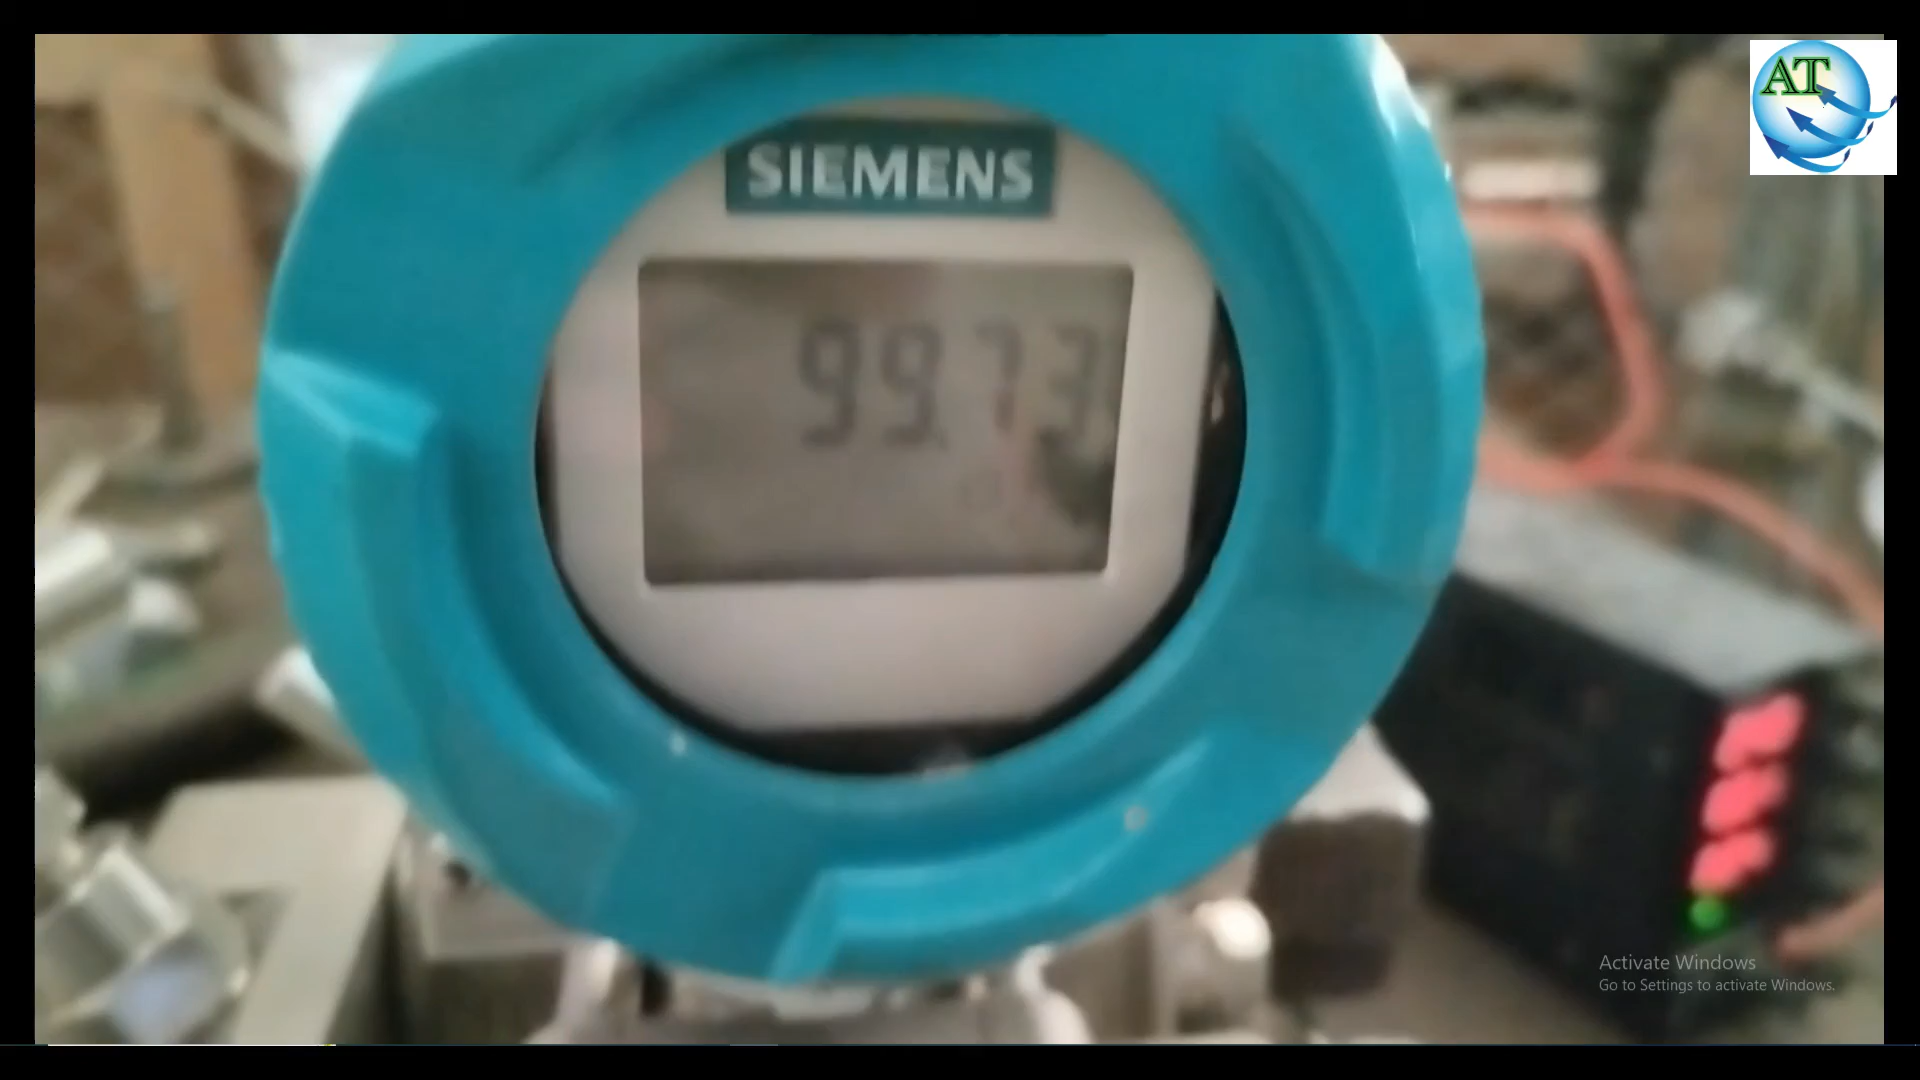 AT
SIEMENS
99.73
Activate Windows
Go to Settings to activate Windows.